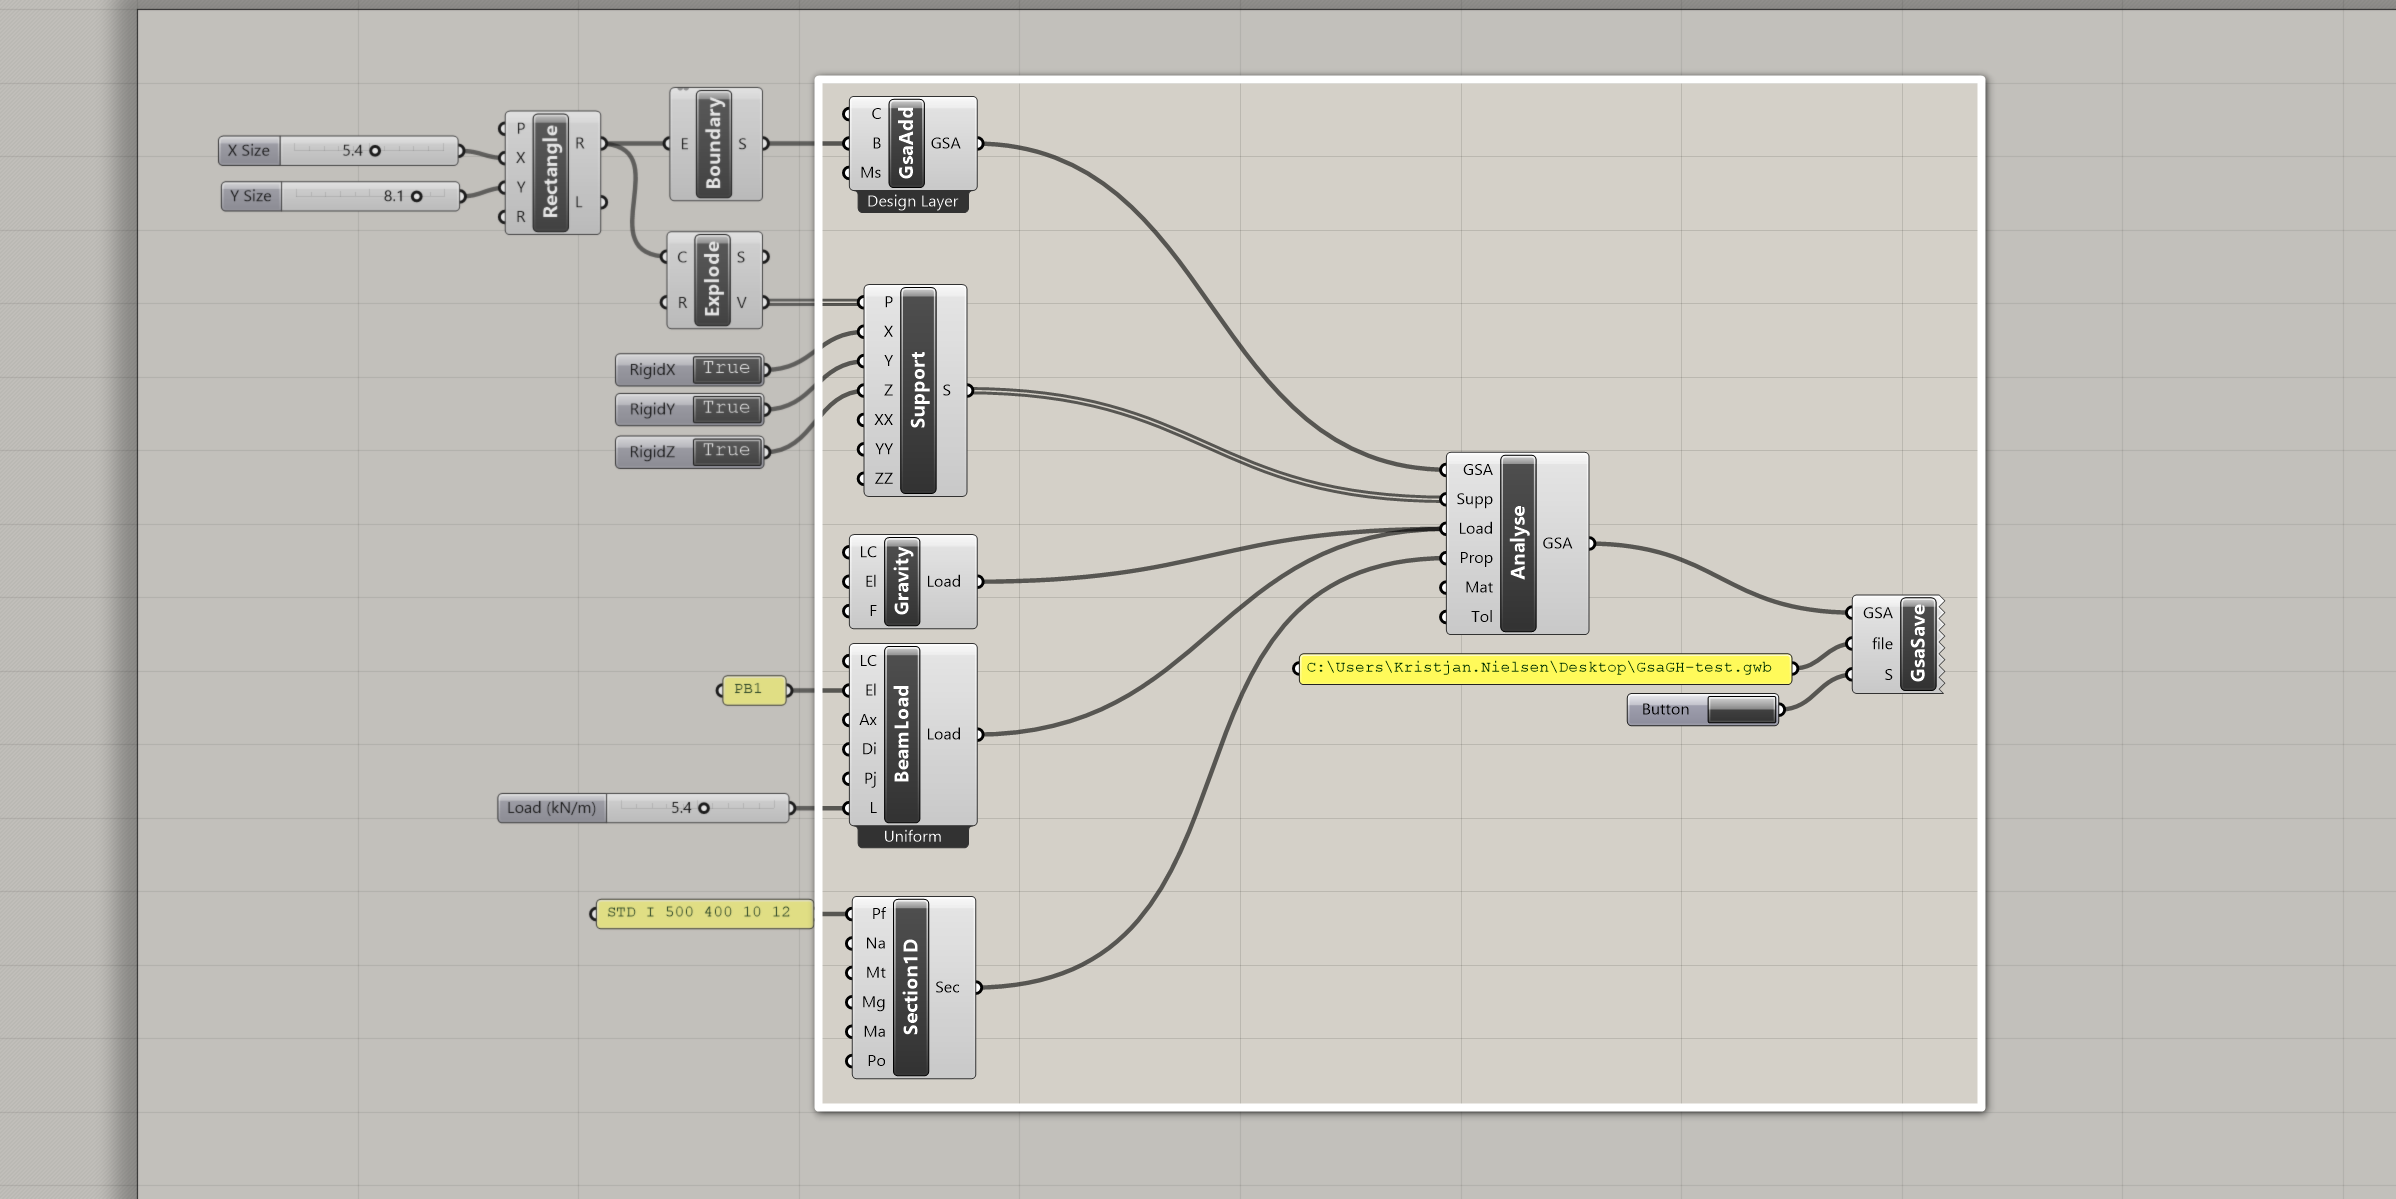 X Size 5.4
Y Size 8.1
P
X
Y
R
Rectangle
R
L
E
Boundary
S
C
R
Explode
S
V
RigidX True
RigidY True
RigidZ True
C
B
Ms
GsaAdd
GSA
Design Layer
P
X
Y
Z
XX
YY
ZZ
Support
S
LC
El
F
Gravity
Load
PB1
Load (kN/m) 5.4
LC
El
Ax
Di
Pj
L
BeamLoad
Load
Uniform
STD I 500 400 10 12
Pf
Na
Mt
Mg
Ma
Po
Section1D
Sec
GSA
Supp
Load
Prop
Mat
Tol
Analyse
GSA
C:\Users\Kristjan.Nielsen\Desktop\GsaGH-test.gwb
Button
GSA
file
S
GsaSave